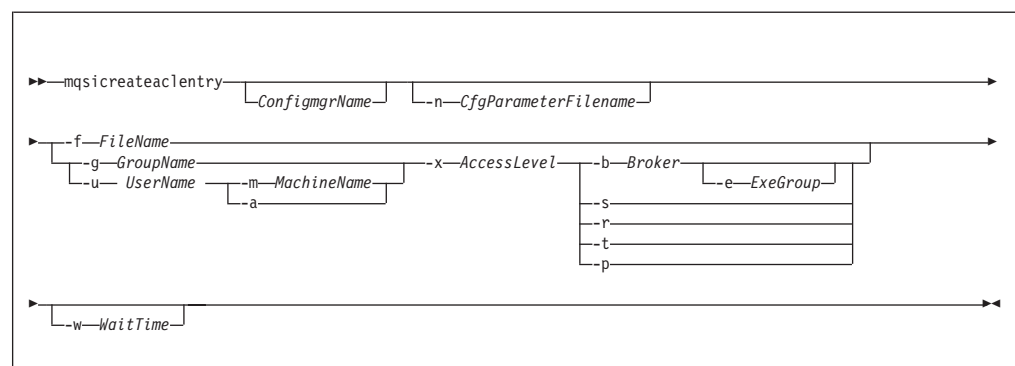 mqsicreateaclentry
ConfigmgrName -n CfgParameterFilename
-f FileName
-g GroupName -x AccessLevel -b Broker
-u UserName -m MachineName -e ExeGroup
-a -s
-r
-t
-p
-w WaitTime